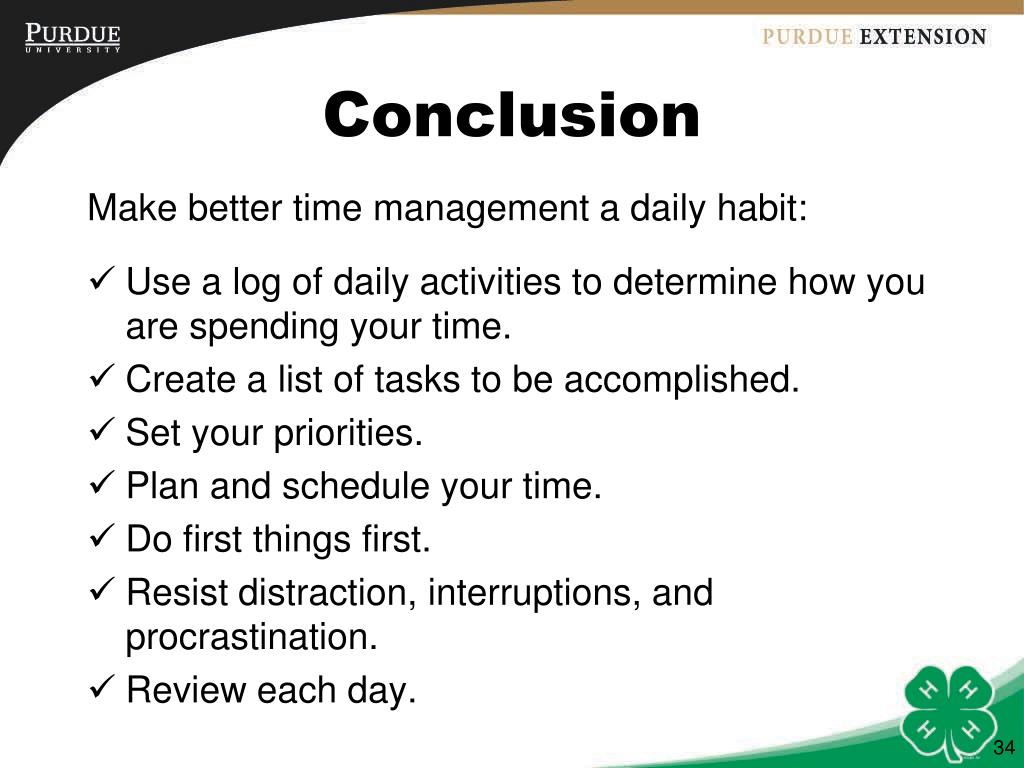 PURDUE
UNIVERSITY
PURDUE EXTENSION
Conclusion
Make better time management a daily habit:
✓ Use a log of daily activities to determine how you
are spending your time.
✓ Create a list of tasks to be accomplished.
✓ Set your priorities.
✓ Plan and schedule your time.
✓ Do first things first.
✓ Resist distraction, interruptions, and
procrastination.
✓ Review each day.
H H
H H
34